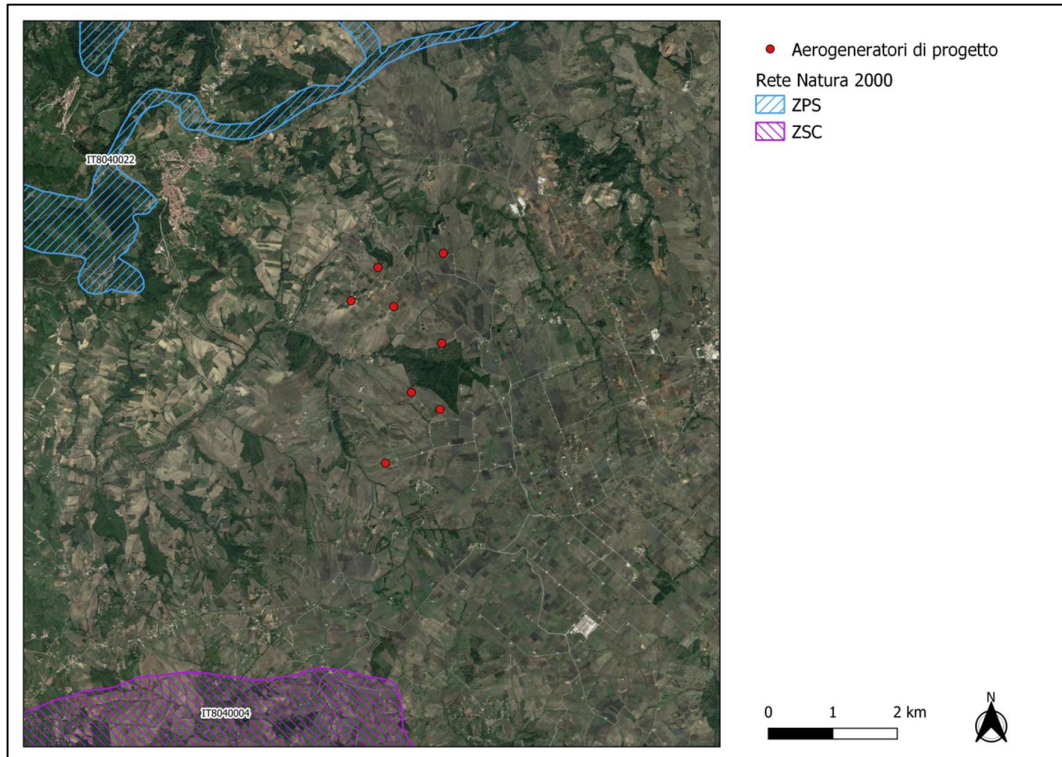 Aerogeneratori di progetto
Rete Natura 2000
ZPS
ZSC
IT8040022
IT8040004
0 1 2 km
N